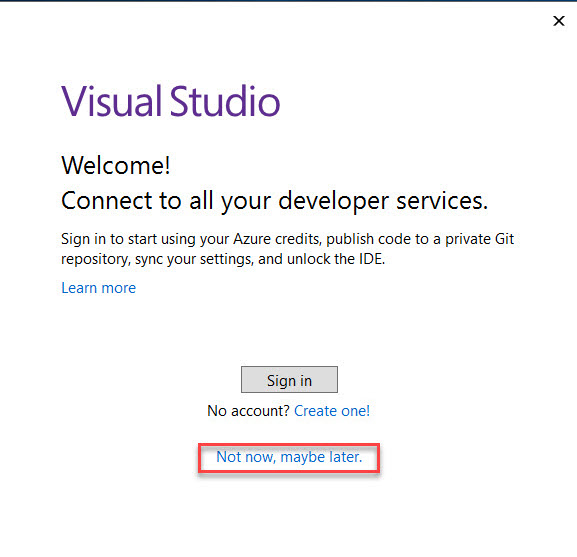 Visual Studio
Welcome!
Connect to all your developer services.
Sign in to start using your Azure credits, publish code to a private Git
repository, sync your settings, and unlock the IDE.
Learn more
Sign in
No account? Create one!
Not now, maybe later.